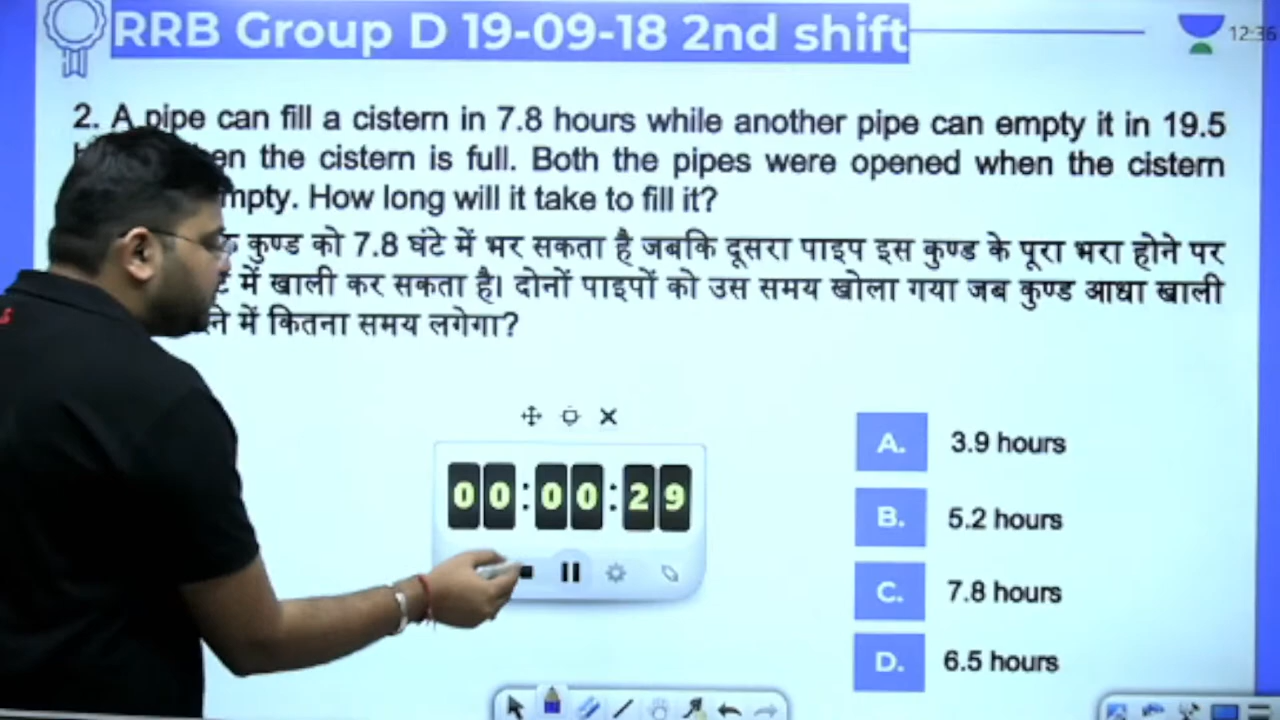 RRB Group D 19-09-18 2nd shift
12:36
2. A pipe can fill a cistern in 7.8 hours while another pipe can empty it in 19.5
the cistern is full. Both the pipes were opened when the cistern
How long will it take to fill it?
कुण्ड को 7.8 घंटे में भर सकता है जबकि दूसरा पाइप इस कुण्ड के पूरा भरा होने पर
में खाली कर सकता है। दोनों पाइपों को उस समय खोला गया जब कुण्ड आधा खाली
में कितना समय लगेगा?
00:00:29
A. 3.9 hours
B. 5.2 hours
C. 7.8 hours
D. 6.5 hours